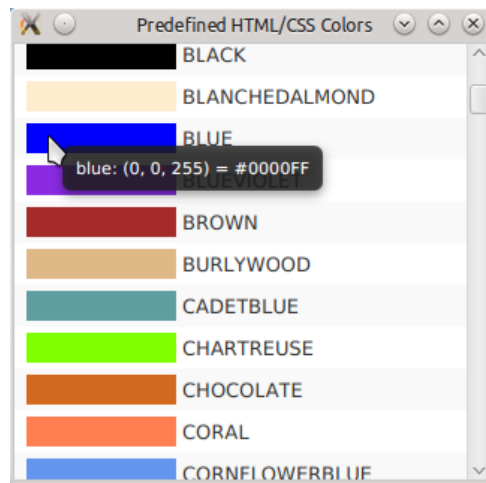 Predefined HTML/CSS Colors
BLACK
BLANCHEDALMOND
BLUE
blue: (0, 0, 255) = #0000FF
BLUEVIOLET
BROWN
BURLYWOOD
CADETBLUE
CHARTREUSE
CHOCOLATE
CORAL
CORNFLOWERBLUE